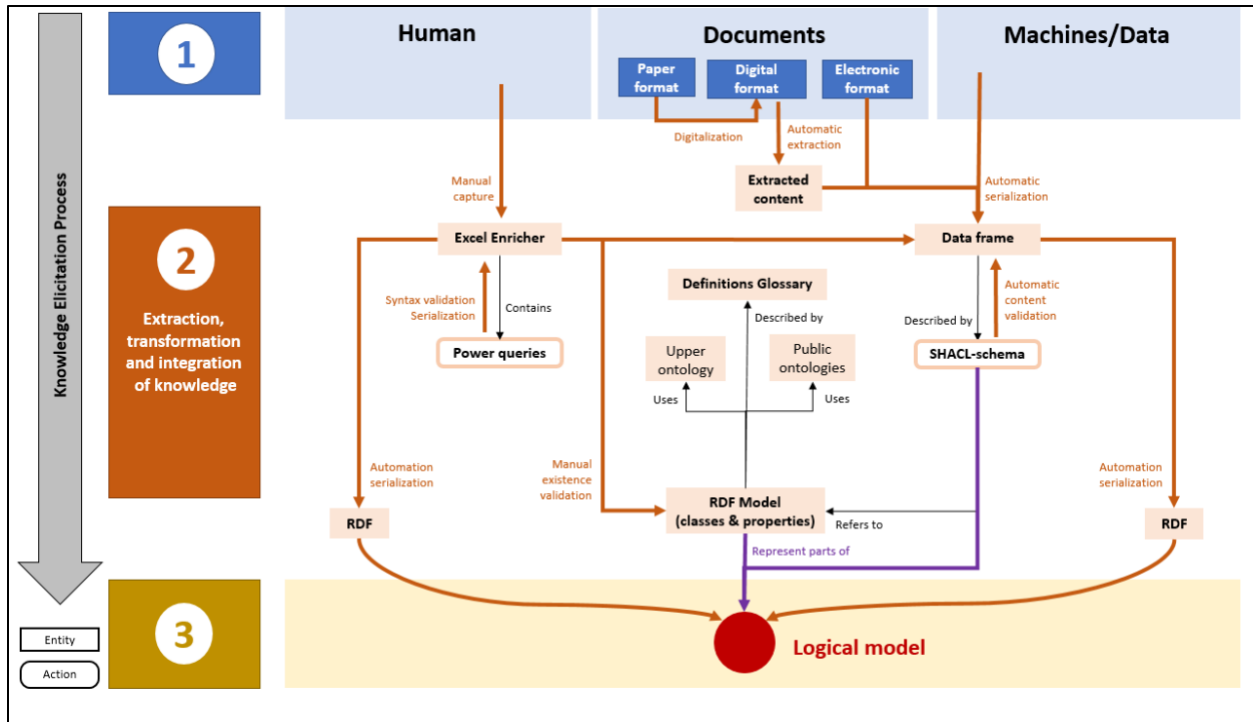 Knowledge Elicitation Process
1
Human
Documents
Machines/Data
Paper
format
Digital
format
Electronic
format
Digitalization
Automatic
extraction
Manual
capture
Extracted
content
Automatic
serialization
2
Extraction,
transformation
and integration
of knowledge
Excel Enricher
Data frame
Syntax validation
Serialization
Contains
Definitions Glossary
Automatic
content
validation
Described by
Described by
Power queries
Upper
ontology
Public
ontologies
SHACL-schema
Uses
Uses
Automation
serialization
Manual
existence
validation
Automation
serialization
RDF
RDF Model
(classes & properties)
Refers to
RDF
Represent parts of
3
Entity
Action
Logical model